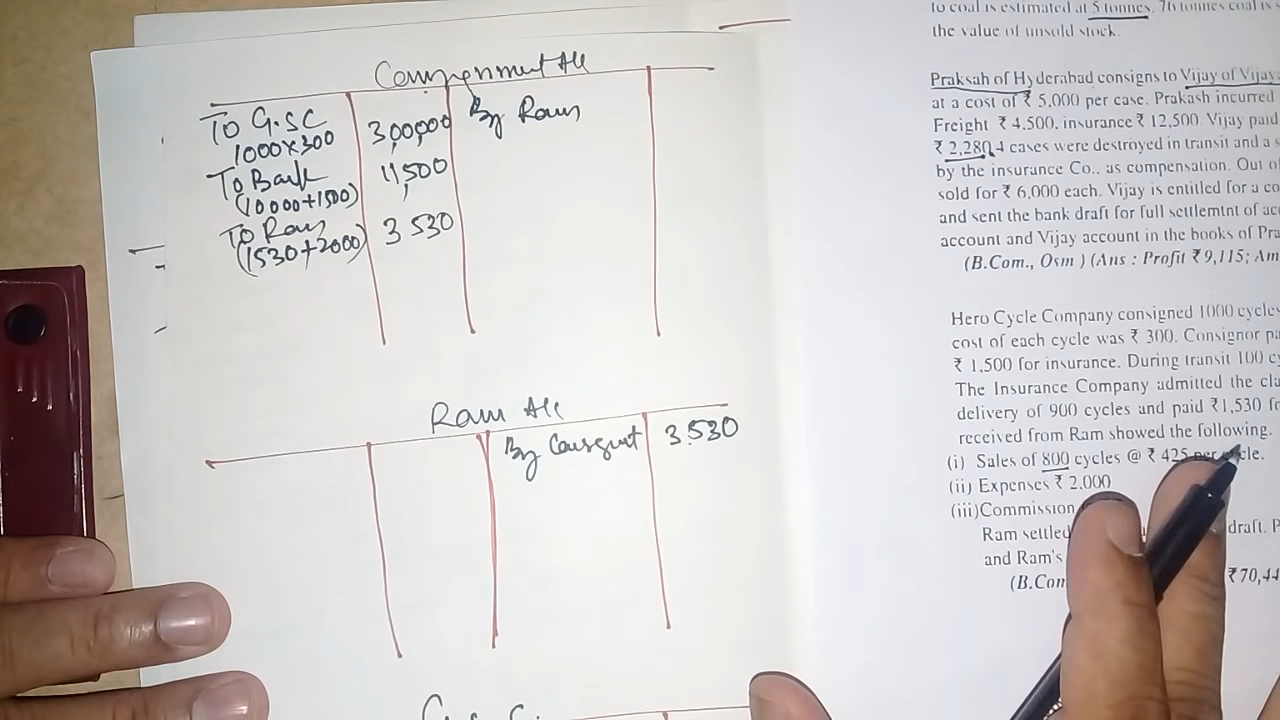 Consignment A/c
To G.S.C
1000×300
3,00,000
By Ram
To Bank
(10000+1500)
11,500
To Ram
(1530+2000)
3530
Ram A/c
By Consignt
3530
to coal is estimated at 5 tonnes. 76 tonnes coal is
the value of unsold stock.
Praksah of Hyderabad consigns to Vijay of Vijay
at a cost of ₹ 5,000 per case. Prakash incurred
Freight ₹ 4,500, insurance ₹ 12,500 Vijay paid
₹ 2,280. 4 cases were destroyed in transit and a
by the insurance Co.. as compensation. Out of
sold for ₹ 6,000 each. Vijay is entitled for a
and sent the bank draft for full settlemtnt of
account and Vijay account in the books of
(B.Com., Osm ) (Ans : Profit ₹ 9,115;
Hero Cycle Company consigned 1000 cycles
cost of each cycle was ₹ 300. Consignor
₹ 1,500 for insurance. During transit 100
The Insurance Company admitted the
delivery of 900 cycles and paid ₹1,530
received from Ram showed the following.
(i) Sales of 800 cycles @ ₹ 425 per cycle.
(ii) Expenses ₹ 2,000
(iii)Commission
Ram settled draft.
and Ram's
(B.Com ₹70,44